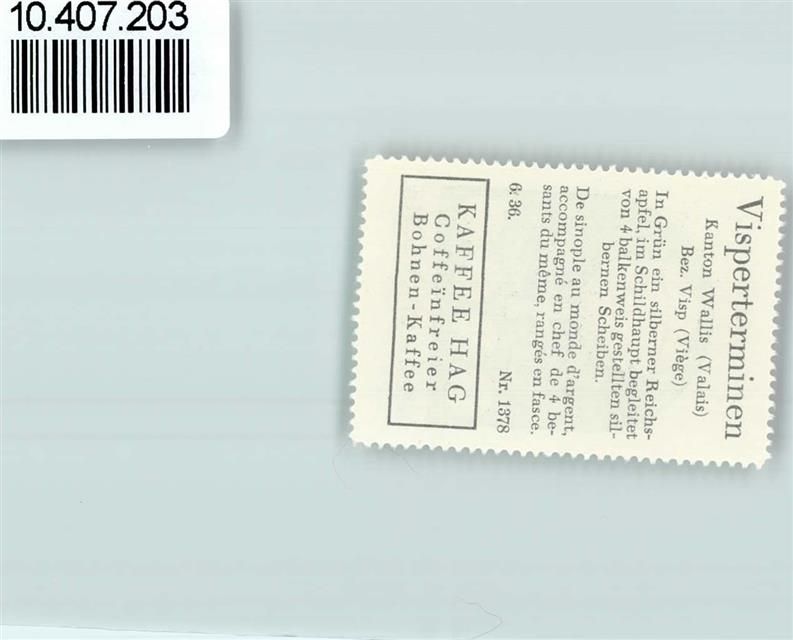 10.407.203
Visperterminen
Kanton Wallis (Valais)
Bez. Visp (Viège)
In Grün ein silberner Reichs-
apfel, im Schildhaupt begleitet
von 4 balkenweis gestellten sil-
bernen Scheiben.
De sinople au monde d'argent,
accompagné en chef de 4 be-
sants du même, rangés en fasce.
6. 36. Nr. 1378
KAFFEE HAG
Coffeïnfreier
Bohnen-Kaffee